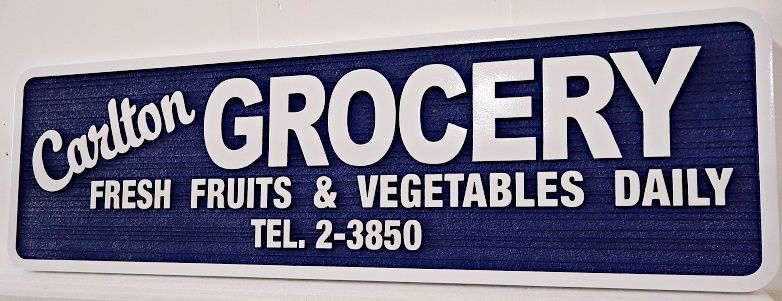 Carlton GROCERY
FRESH FRUITS & VEGETABLES DAILY
TEL. 2-3850